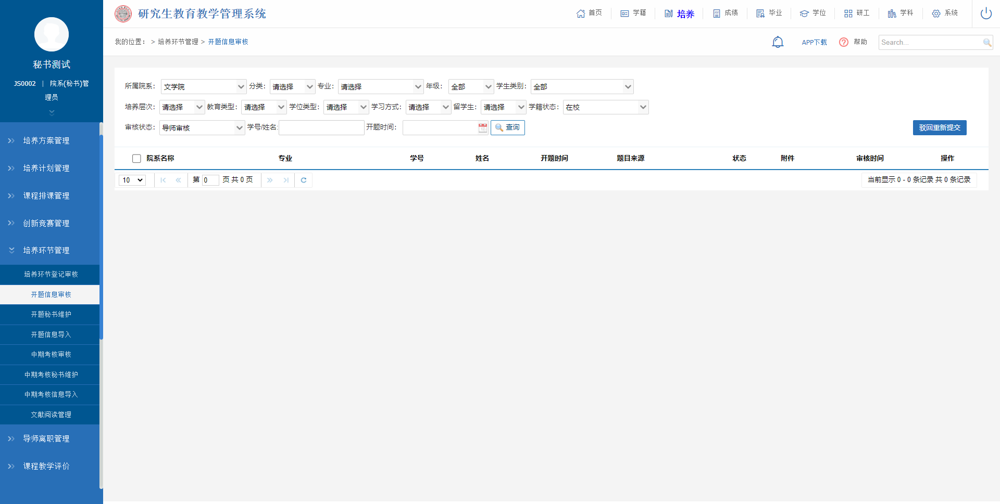 研究生教育教学管理系统
首页 学籍 培养 成绩 毕业 学位 研工 学科 系统
我的位置： > 培养环节管理 > 开题信息审核
APP下载 帮助 Search...
秘书测试
JS0002 | 院系(秘书)管
理员
培养方案管理
培养计划管理
课程排课管理
创新竞赛管理
培养环节管理
培养环节登记审核
开题信息审核
开题秘书维护
开题信息导入
中期考核审核
中期考核秘书维护
中期考核信息导入
文献阅读管理
导师离职管理
课程教学评价
所属院系： 文学院 分类： 请选择 专业： 请选择 年级： 全部 学生类别： 全部
培养层次： 请选择 教育类型： 请选择 学位类型： 请选择 学习方式： 请选择 留学生： 请选择 学籍状态： 在校
审核状态： 导师审核 学号/姓名: 开题时间： 查询 驳回重新提交
院系名称 专业 学号 姓名 开题时间 题目来源 状态 附件 审核时间 操作
10 第 0 页 共 0 页 当前显示 0 - 0 条记录 共 0 条记录